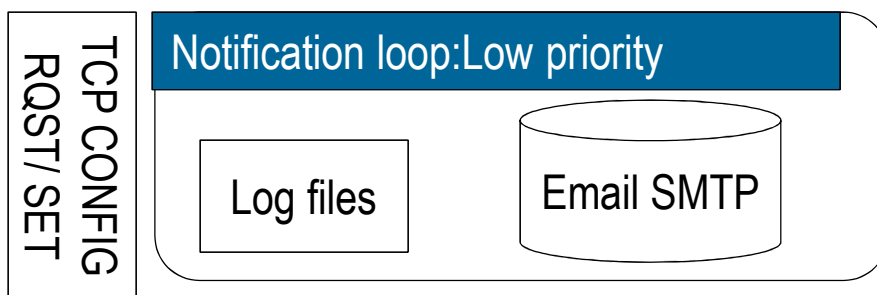 TCP CONFIG
RQST/ SET
Notification loop:Low priority
Log files
Email SMTP